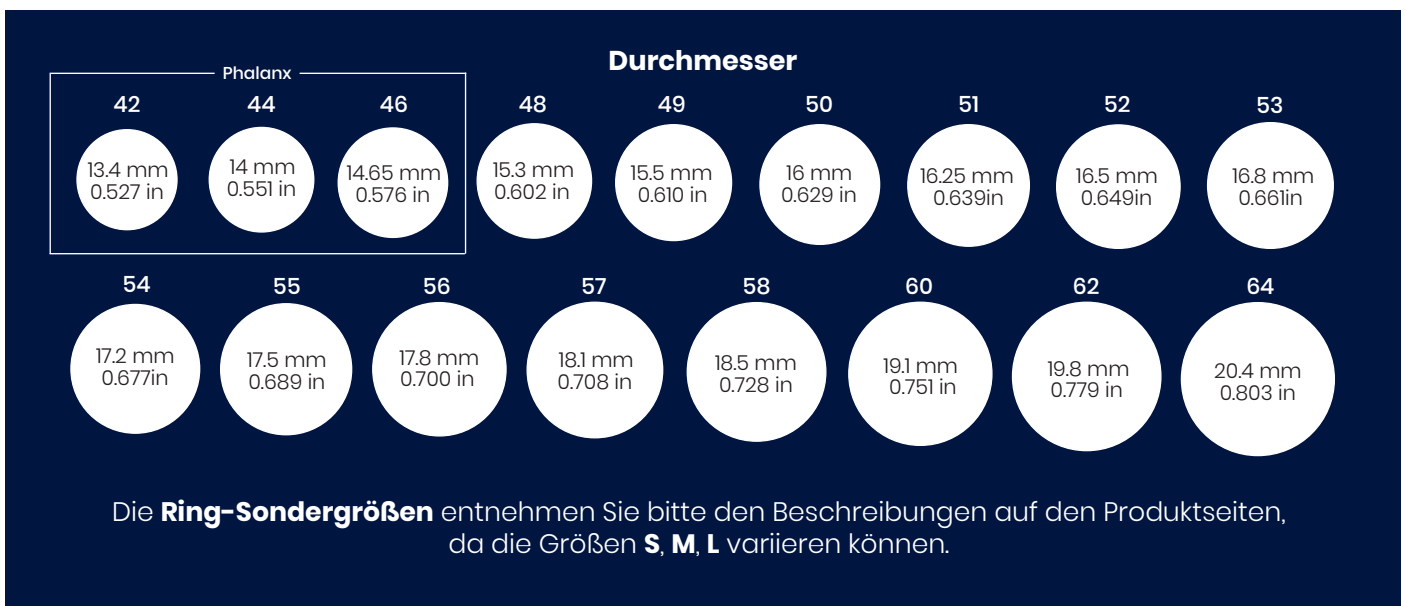 Durchmesser
Phalanx
42 44 46 48 49 50 51 52 53
13.4 mm 14 mm 14.65 mm 15.3 mm 15.5 mm 16 mm 16.25 mm 16.5 mm 16.8 mm
0.527 in 0.551 in 0.576 in 0.602 in 0.610 in 0.629 in 0.639in 0.649in 0.661in
54 55 56 57 58 60 62 64
17.2 mm 17.5 mm 17.8 mm 18.1 mm 18.5 mm 19.1 mm 19.8 mm 20.4 mm
0.677in 0.689 in 0.700 in 0.708 in 0.728 in 0.751 in 0.779 in 0.803 in
Die Ring-Sondergrößen entnehmen Sie bitte den Beschreibungen auf den Produktseiten,
da die Größen S, M, L variieren können.